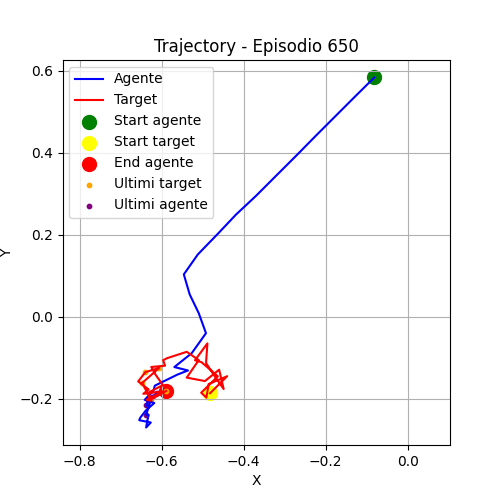 Trajectory - Episodio 650
Agente
Target
Start agente
Start target
End agente
Ultimi target
Ultimi agente
0.6
0.4
0.2
0.0
−0.2
Y
−0.8
−0.6
−0.4
−0.2
0.0
X